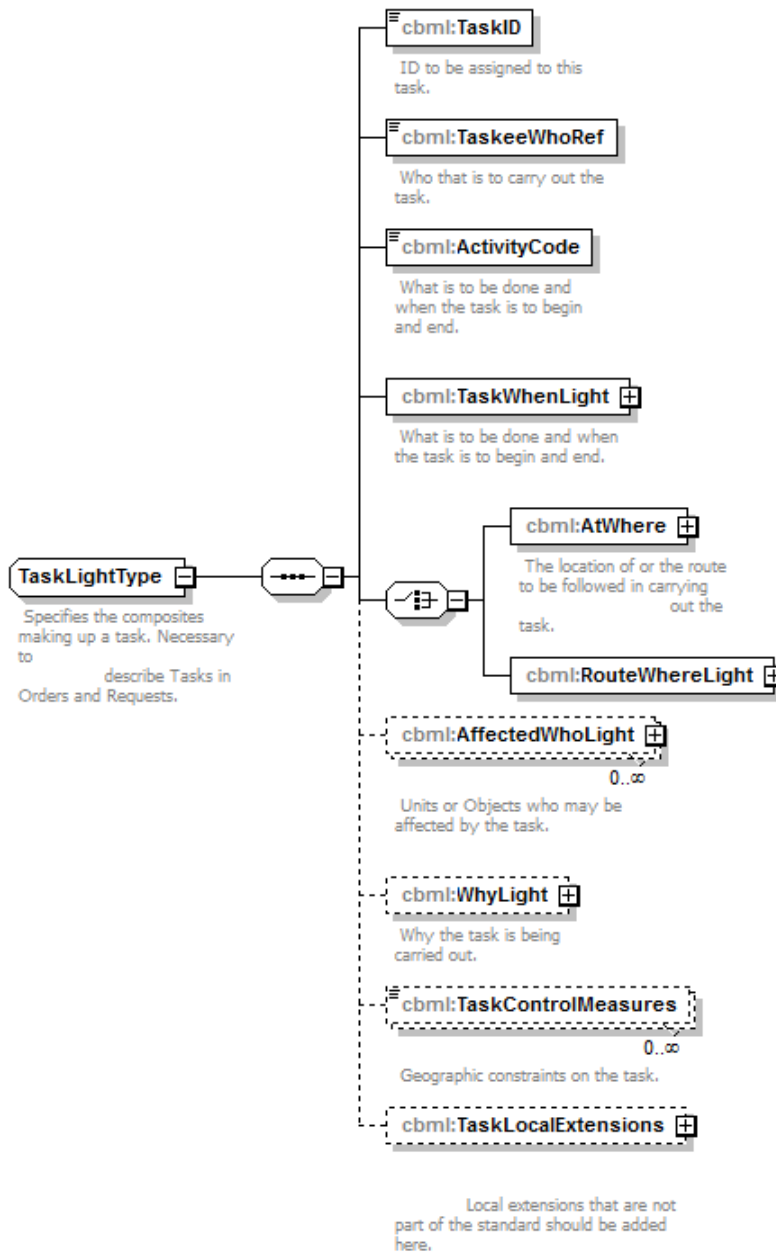 cbml:TaskID
ID to be assigned to this
task.
cbml:TaskeeWhoRef
Who that is to carry out the
task.
cbml:ActivityCode
What is to be done and
when the task is to begin
and end.
cbml:TaskWhenLight
What is to be done and when
the task is to begin and end.
TaskLightType
Specifies the composites
making up a task. Necessary
to
describe Tasks in
Orders and Requests.
cbml:AtWhere
The location of or the route
to be followed in carrying
out the
task.
cbml:RouteWhereLight
cbml:AffectedWhoLight
0..∞
Units or Objects who may be
affected by the task.
cbml:WhyLight
Why the task is being
carried out.
cbml:TaskControlMeasures
0..∞
Geographic constraints on the task.
cbml:TaskLocalExtensions
Local extensions that are not
part of the standard should be added
here.